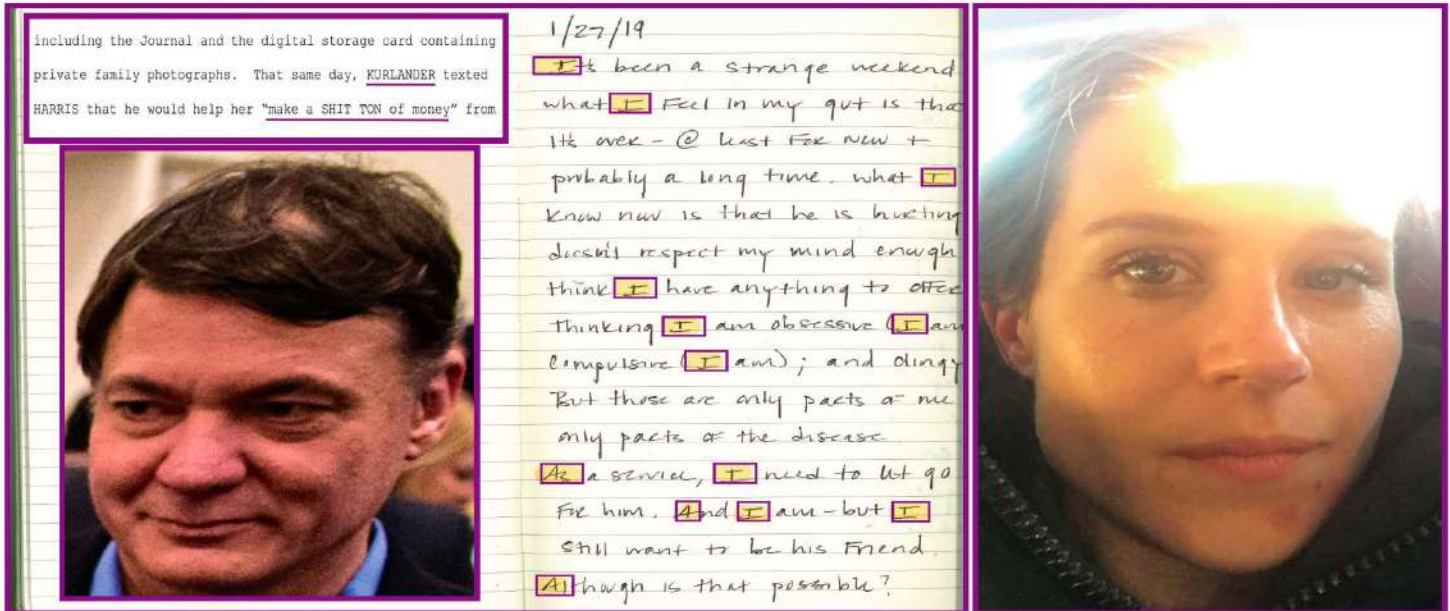 including the Journal and the digital storage card containing
private family photographs. That same day, KURLANDER texted
HARRIS that he would help her "make a SHIT TON of money" from
1/27/19
It's been a strange weekend
what I Feel in my gut is tha
It's over - @ least For Now +
probably a long time. what I
know now is that he is hurting
doesn't respect my mind enough
think I have anything to offer
thinking I am obsessive (I am
compulsive (I am); and clingy
But those are only parts of me
only parts of the disease
As a service, I need to let go
For him. And I am - but I
still want to be his Friend.
Although is that possible?